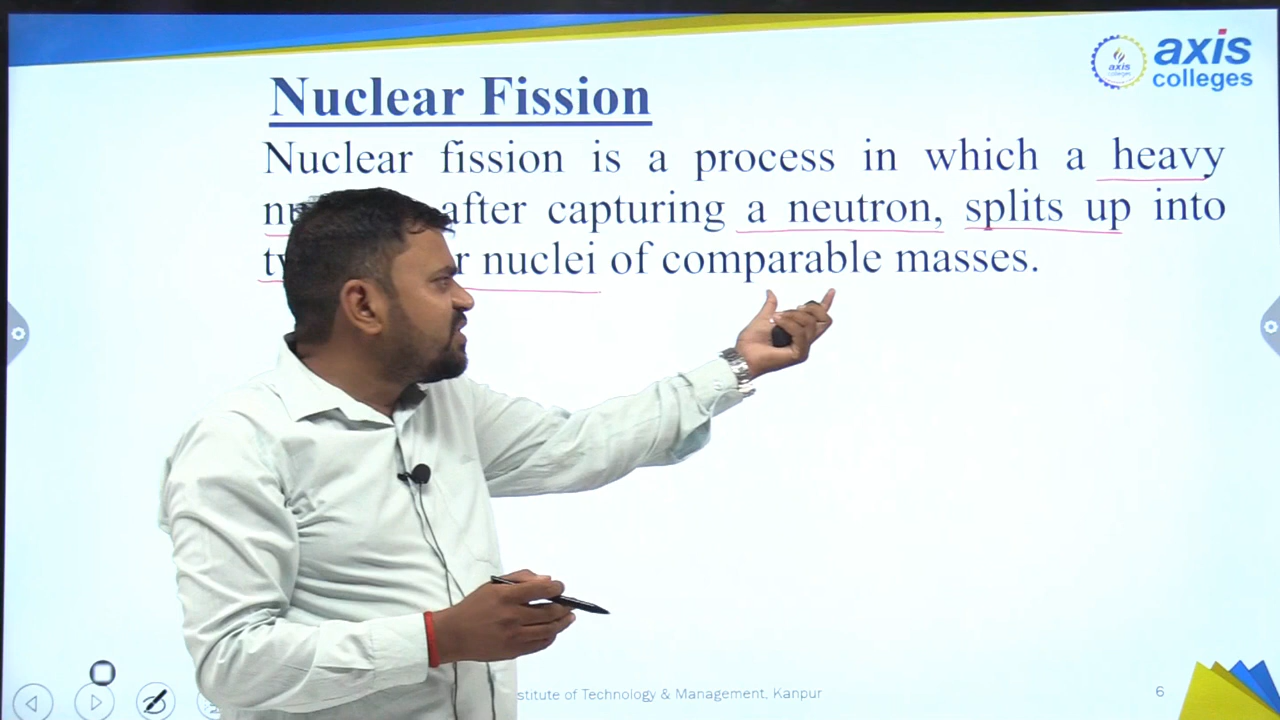 axis
colleges
axis
colleges
Nuclear Fission
Nuclear fission is a process in which a heavy
after capturing a neutron, splits up into
nuclei of comparable masses.
of Technology & Management, Kanpur
6